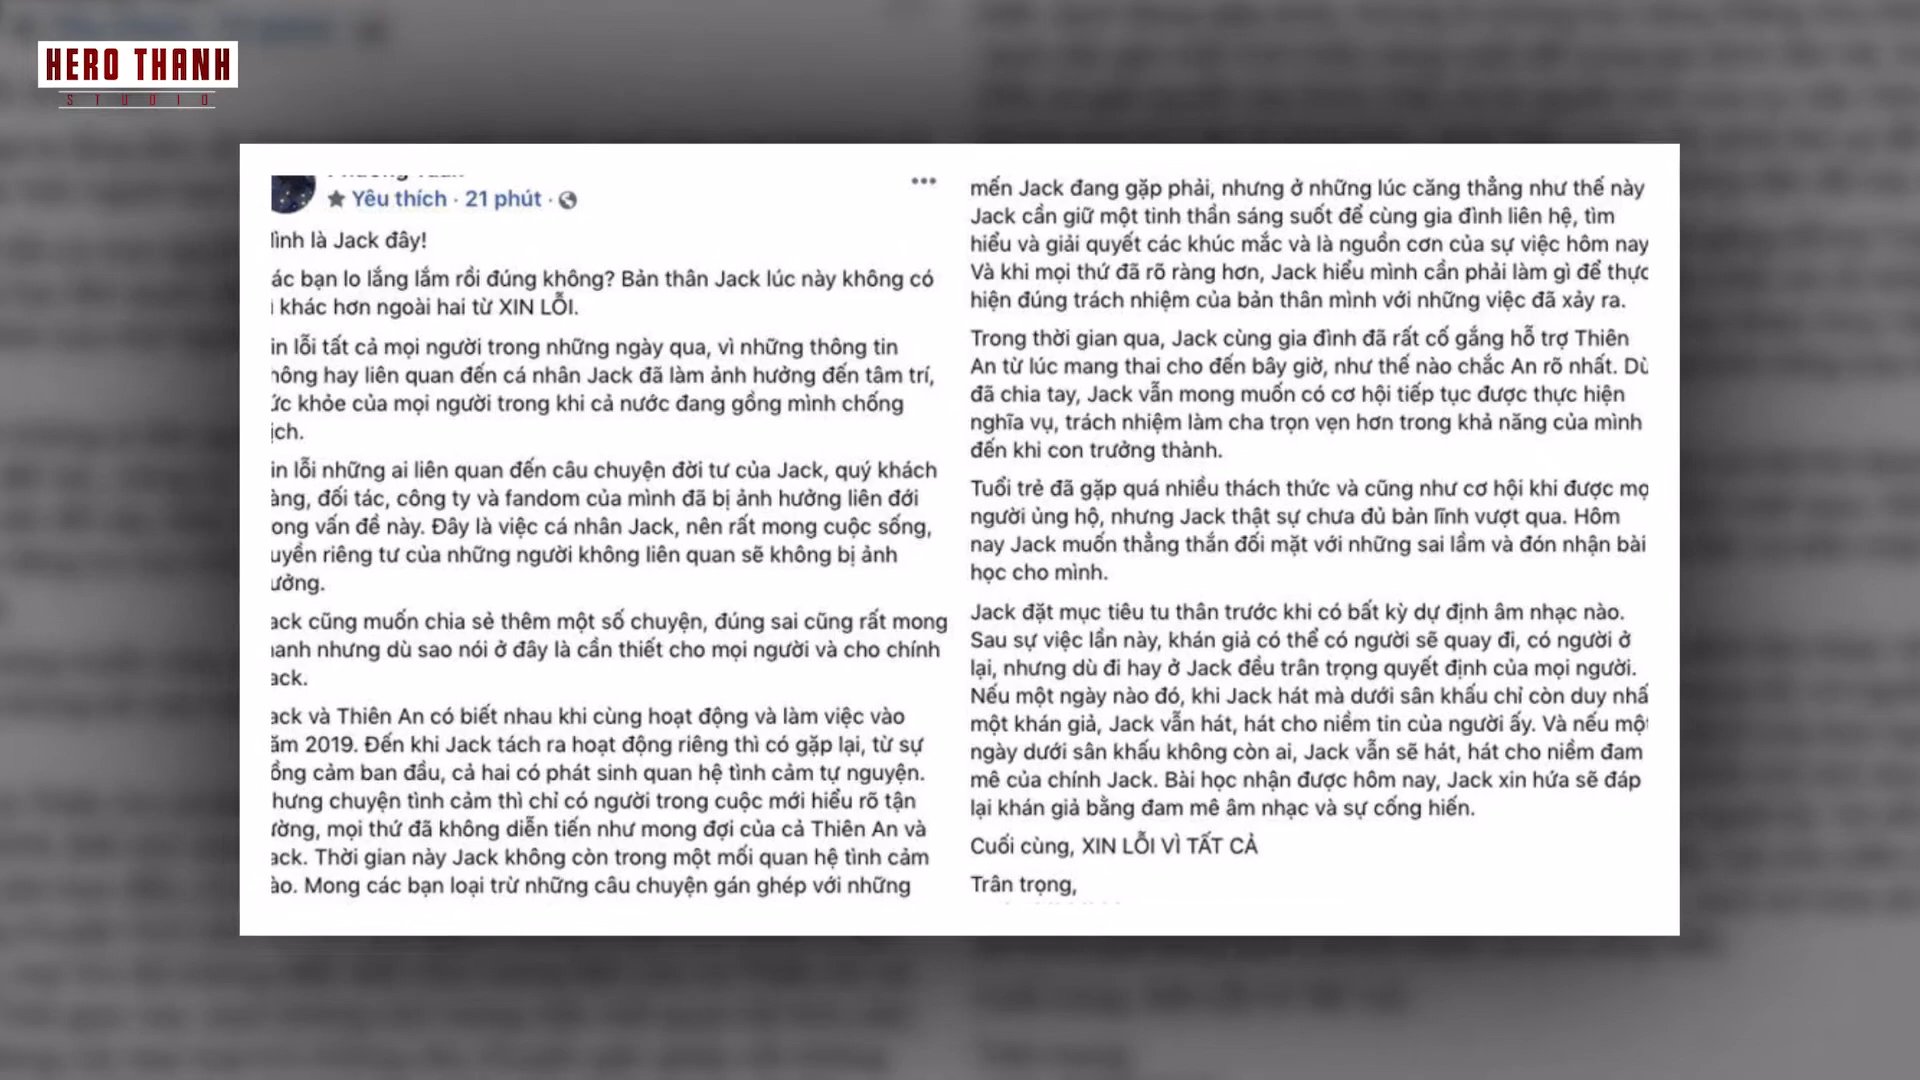 HERO THANH
STUDIO
Yêu thích · 21 phút ·
là Jack đây!
bạn lo lắng lắm rồi đúng không? Bản thân Jack lúc này không có
khác hơn ngoài hai từ XIN LỖI.
lỗi tất cả mọi người trong những ngày qua, vì những thông tin
hay liên quan đến cá nhân Jack đã làm ảnh hưởng đến tâm trí,
khỏe của mọi người trong khi cả nước đang gồng mình chống
lỗi những ai liên quan đến câu chuyện đời tư của Jack, quý khách
đối tác, công ty và fandom của mình đã bị ảnh hưởng liên đới
vấn đề này. Đây là việc cá nhân Jack, nên rất mong cuộc sống,
riêng tư của những người không liên quan sẽ không bị ảnh
cũng muốn chia sẻ thêm một số chuyện, đúng sai cũng rất mong
nhưng dù sao nói ở đây là cần thiết cho mọi người và cho chính
và Thiên An có biết nhau khi cùng hoạt động và làm việc vào
2019. Đến khi Jack tách ra hoạt động riêng thì có gặp lại, từ sự
cảm ban đầu, cả hai có phát sinh quan hệ tình cảm tự nguyện.
chuyện tình cảm thì chỉ có người trong cuộc mới hiểu rõ tận
mọi thứ đã không diễn tiến như mong đợi của cả Thiên An và
Thời gian này Jack không còn trong một mối quan hệ tình cảm
Mong các bạn loại trừ những câu chuyện gán ghép với những
mến Jack đang gặp phải, nhưng ở những lúc căng thẳng như thế này
Jack cần giữ một tinh thần sáng suốt để cùng gia đình liên hệ, tìm
hiểu và giải quyết các khúc mắc và là nguồn cơn của sự việc hôm nay
Và khi mọi thứ đã rõ ràng hơn, Jack hiểu mình cần phải làm gì để thực
hiện đúng trách nhiệm của bản thân mình với những việc đã xảy ra.
Trong thời gian qua, Jack cùng gia đình đã rất cố gắng hỗ trợ Thiên
An từ lúc mang thai cho đến bây giờ, như thế nào chắc An rõ nhất. Dù
đã chia tay, Jack vẫn mong muốn có cơ hội tiếp tục được thực hiện
nghĩa vụ, trách nhiệm làm cha trọn vẹn hơn trong khả năng của mình
đến khi con trưởng thành.
Tuổi trẻ đã gặp quá nhiều thách thức và cũng như cơ hội khi được
người ủng hộ, nhưng Jack thật sự chưa đủ bản lĩnh vượt qua. Hôm
nay Jack muốn thẳng thắn đối mặt với những sai lầm và đón nhận bài
học cho mình.
Jack đặt mục tiêu tu thân trước khi có bất kỳ dự định âm nhạc nào.
Sau sự việc lần này, khán giả có thể có người sẽ quay đi, có người ở
lại, nhưng dù đi hay ở Jack đều trân trọng quyết định của mọi người.
Nếu một ngày nào đó, khi Jack hát mà dưới sân khấu chỉ còn duy
một khán giả, Jack vẫn hát, hát cho niềm tin của người ấy. Và nếu một
ngày dưới sân khấu không còn ai, Jack vẫn sẽ hát, hát cho niềm đam
mê của chính Jack. Bài học nhận được hôm nay, Jack xin hứa sẽ đáp
lại khán giả bằng đam mê âm nhạc và sự cống hiến.
Cuối cùng, XIN LỖI VÌ TẤT CẢ
Trân trọng,